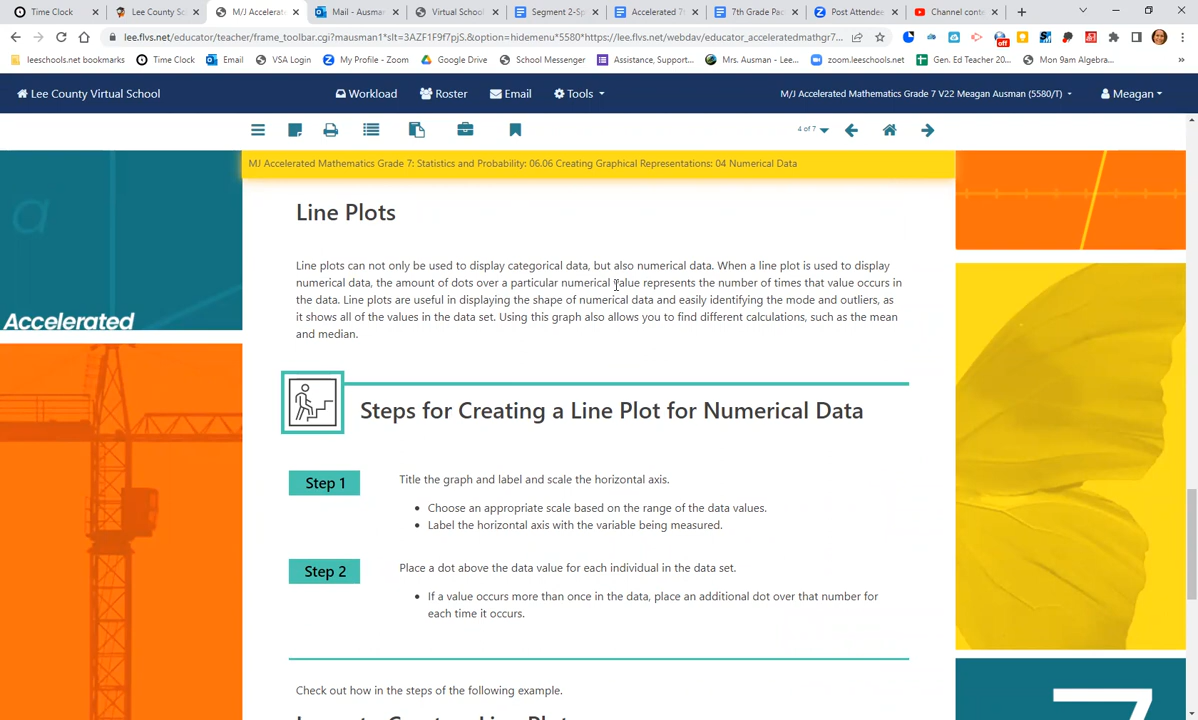 Time Clock
Lee County Sc
M/J Accelerat
Mail - Ausma
Virtual School
Segment 2-Sp
Accelerated 7
7th Grade Pac
Post Attendee
Channel conte
lee.flvs.net/educator/teacher/frame_toolbar.cgi?mausman1*slt=3AZF1F9f7pjS.&option=hidemenu*5580*https://lee.flvs.net/webdav/educator_acceleratedmathgr7...
leeschools.net bookmarks
Time Clock
Email
VSA Login
My Profile - Zoom
Google Drive
School Messenger
Assistance, Support...
Mrs. Ausman - Lee...
zoom.leeschools.net
Gen. Ed Teacher 20...
Mon 9am Algebra...
Lee County Virtual School
Workload
Roster
Email
Tools
M/J Accelerated Mathematics Grade 7 V22 Meagan Ausman (5580/T)
Meagan
4 of 7
MJ Accelerated Mathematics Grade 7: Statistics and Probability: 06.06 Creating Graphical Representations: 04 Numerical Data
Line Plots
Line plots can not only be used to display categorical data, but also numerical data. When a line plot is used to display
numerical data, the amount of dots over a particular numerical value represents the number of times that value occurs in
the data. Line plots are useful in displaying the shape of numerical data and easily identifying the mode and outliers, as
it shows all of the values in the data set. Using this graph also allows you to find different calculations, such as the mean
and median.
Accelerated
Steps for Creating a Line Plot for Numerical Data
Step 1
Title the graph and label and scale the horizontal axis.
• Choose an appropriate scale based on the range of the data values.
• Label the horizontal axis with the variable being measured.
Step 2
Place a dot above the data value for each individual in the data set.
• If a value occurs more than once in the data, place an additional dot over that number for
each time it occurs.
Check out how in the steps of the following example.